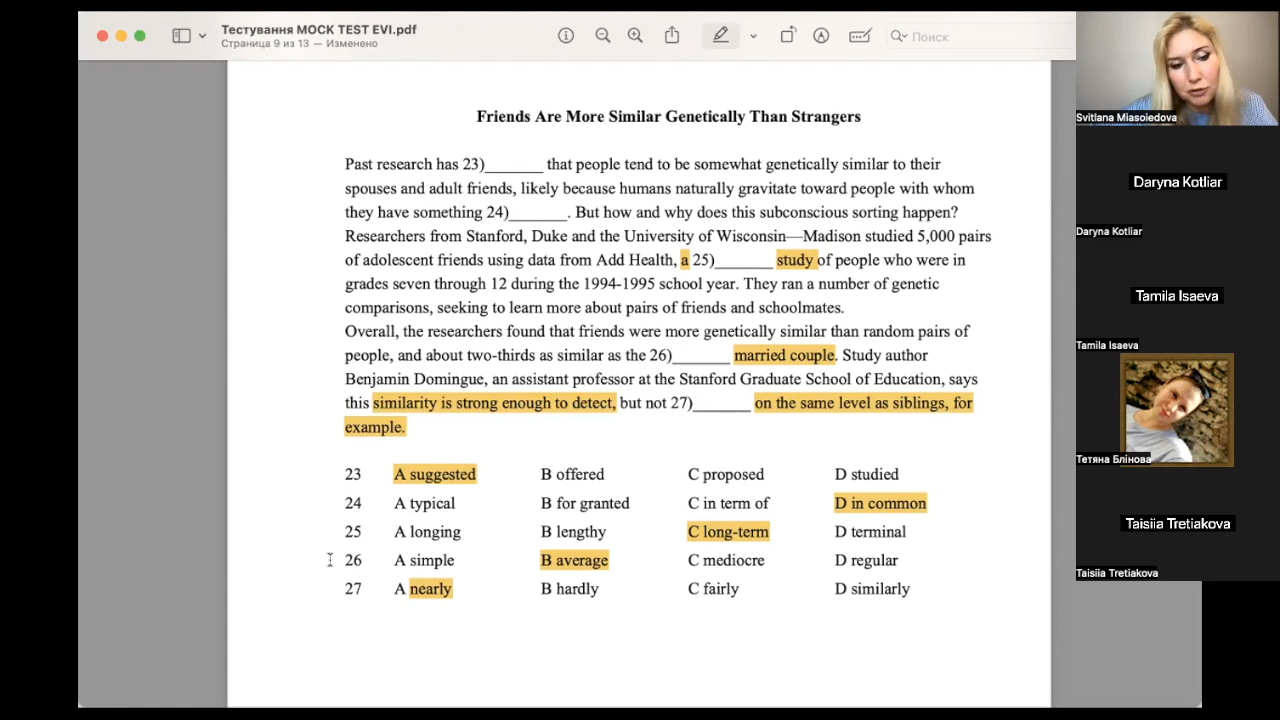 Тестування MOCK TEST EVI.pdf
Страница 9 из 13 — Изменено
Поиск
Friends Are More Similar Genetically Than Strangers
Past research has 23)_______ that people tend to be somewhat genetically similar to their
spouses and adult friends, likely because humans naturally gravitate toward people with whom
they have something 24)_______. But how and why does this subconscious sorting happen?
Researchers from Stanford, Duke and the University of Wisconsin—Madison studied 5,000 pairs
of adolescent friends using data from Add Health, a 25)_______ study of people who were in
grades seven through 12 during the 1994-1995 school year. They ran a number of genetic
comparisons, seeking to learn more about pairs of friends and schoolmates.
Overall, the researchers found that friends were more genetically similar than random pairs of
people, and about two-thirds as similar as the 26)_______ married couple. Study author
Benjamin Domingue, an assistant professor at the Stanford Graduate School of Education, says
this similarity is strong enough to detect, but not 27)_______ on the same level as siblings, for
example.
23 A suggested B offered C proposed D studied
24 A typical B for granted C in term of D in common
25 A longing B lengthy C long-term D terminal
26 A simple B average C mediocre D regular
27 A nearly B hardly C fairly D similarly
Svitlana Miasoiedova
Daryna Kotliar
Daryna Kotliar
Tamila Isaeva
Tamila Isaeva
Тетяна Блінова
Taisiia Tretiakova
Taisiia Tretiakova